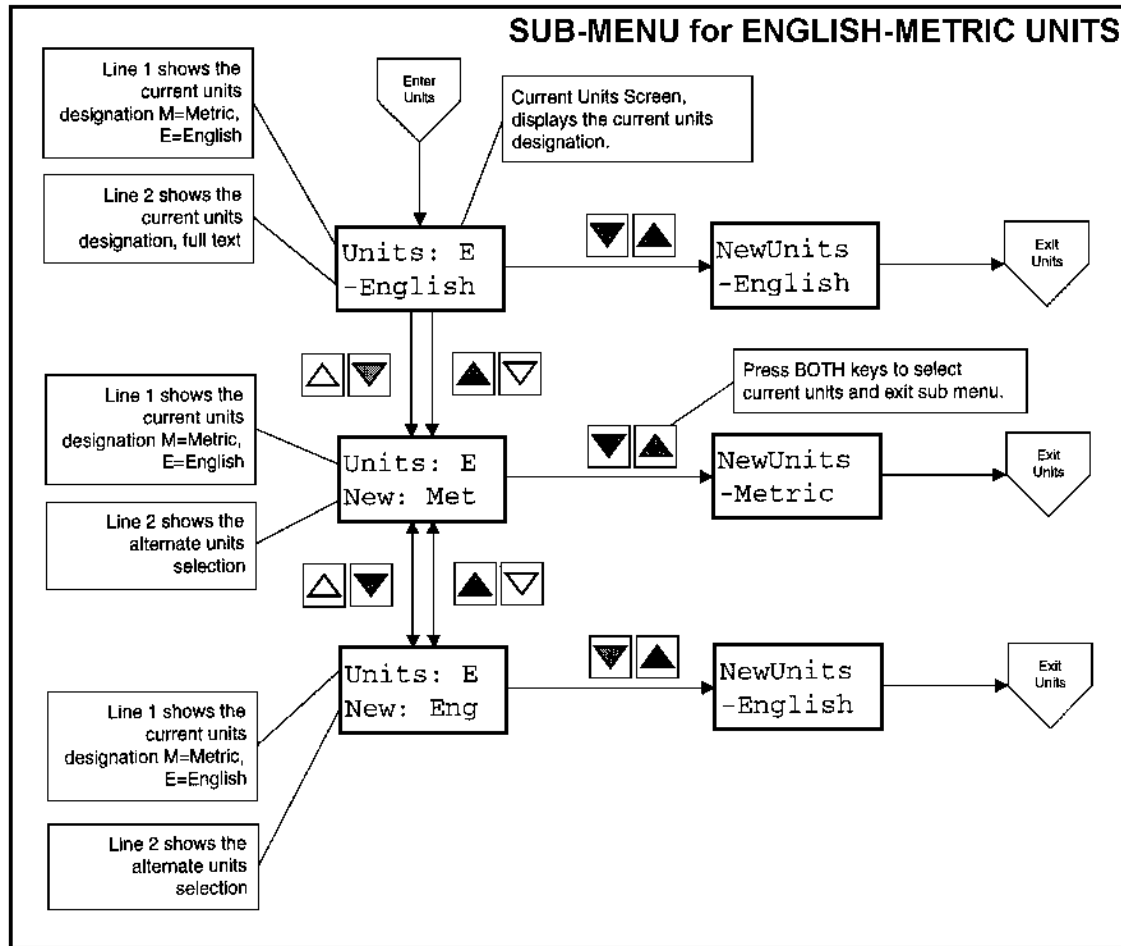 SUB-MENU for ENGLISH-METRIC UNITS
Line 1 shows the
current units
designation M=Metric,
E=English
Enter
Units
Current Units Screen,
displays the current units
designation.
Line 2 shows the
current units
designation, full text
Units: E
-English
NewUnits
-English
Exit
Units
Line 1 shows the
current units
designation M=Metric,
E=English
Press BOTH keys to select
current units and exit sub menu.
Units: E
New: Met
NewUnits
-Metric
Exit
Units
Line 2 shows the
alternate units
selection
Units: E
New: Eng
NewUnits
-English
Exit
Units
Line 1 shows the
current units
designation M=Metric,
E=English
Line 2 shows the
alternate units
selection